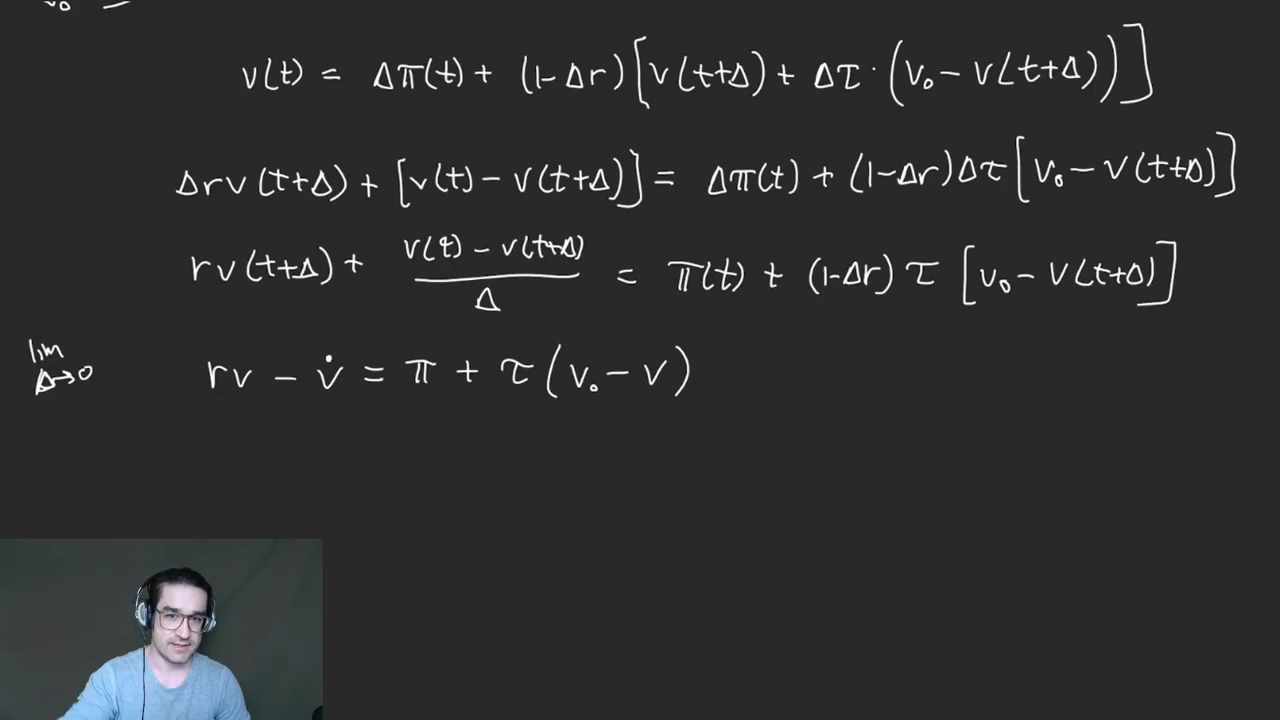 v₀ =
v(t) = Δπ(t) + (1-Δr)[v(t+Δ) + Δτ·(v₀ - v(t+Δ))]
Δrv(t+Δ) + [v(t) - v(t+Δ)] = Δπ(t) + (1-Δr)Δτ[v₀ - v(t+Δ)]
rv(t+Δ) + (v(t) - v(t+Δ))/Δ = π(t) + (1-Δr)τ[v₀ - v(t+Δ)]
lim Δ→0 rv - v̇ = π + τ(v₀ - v)